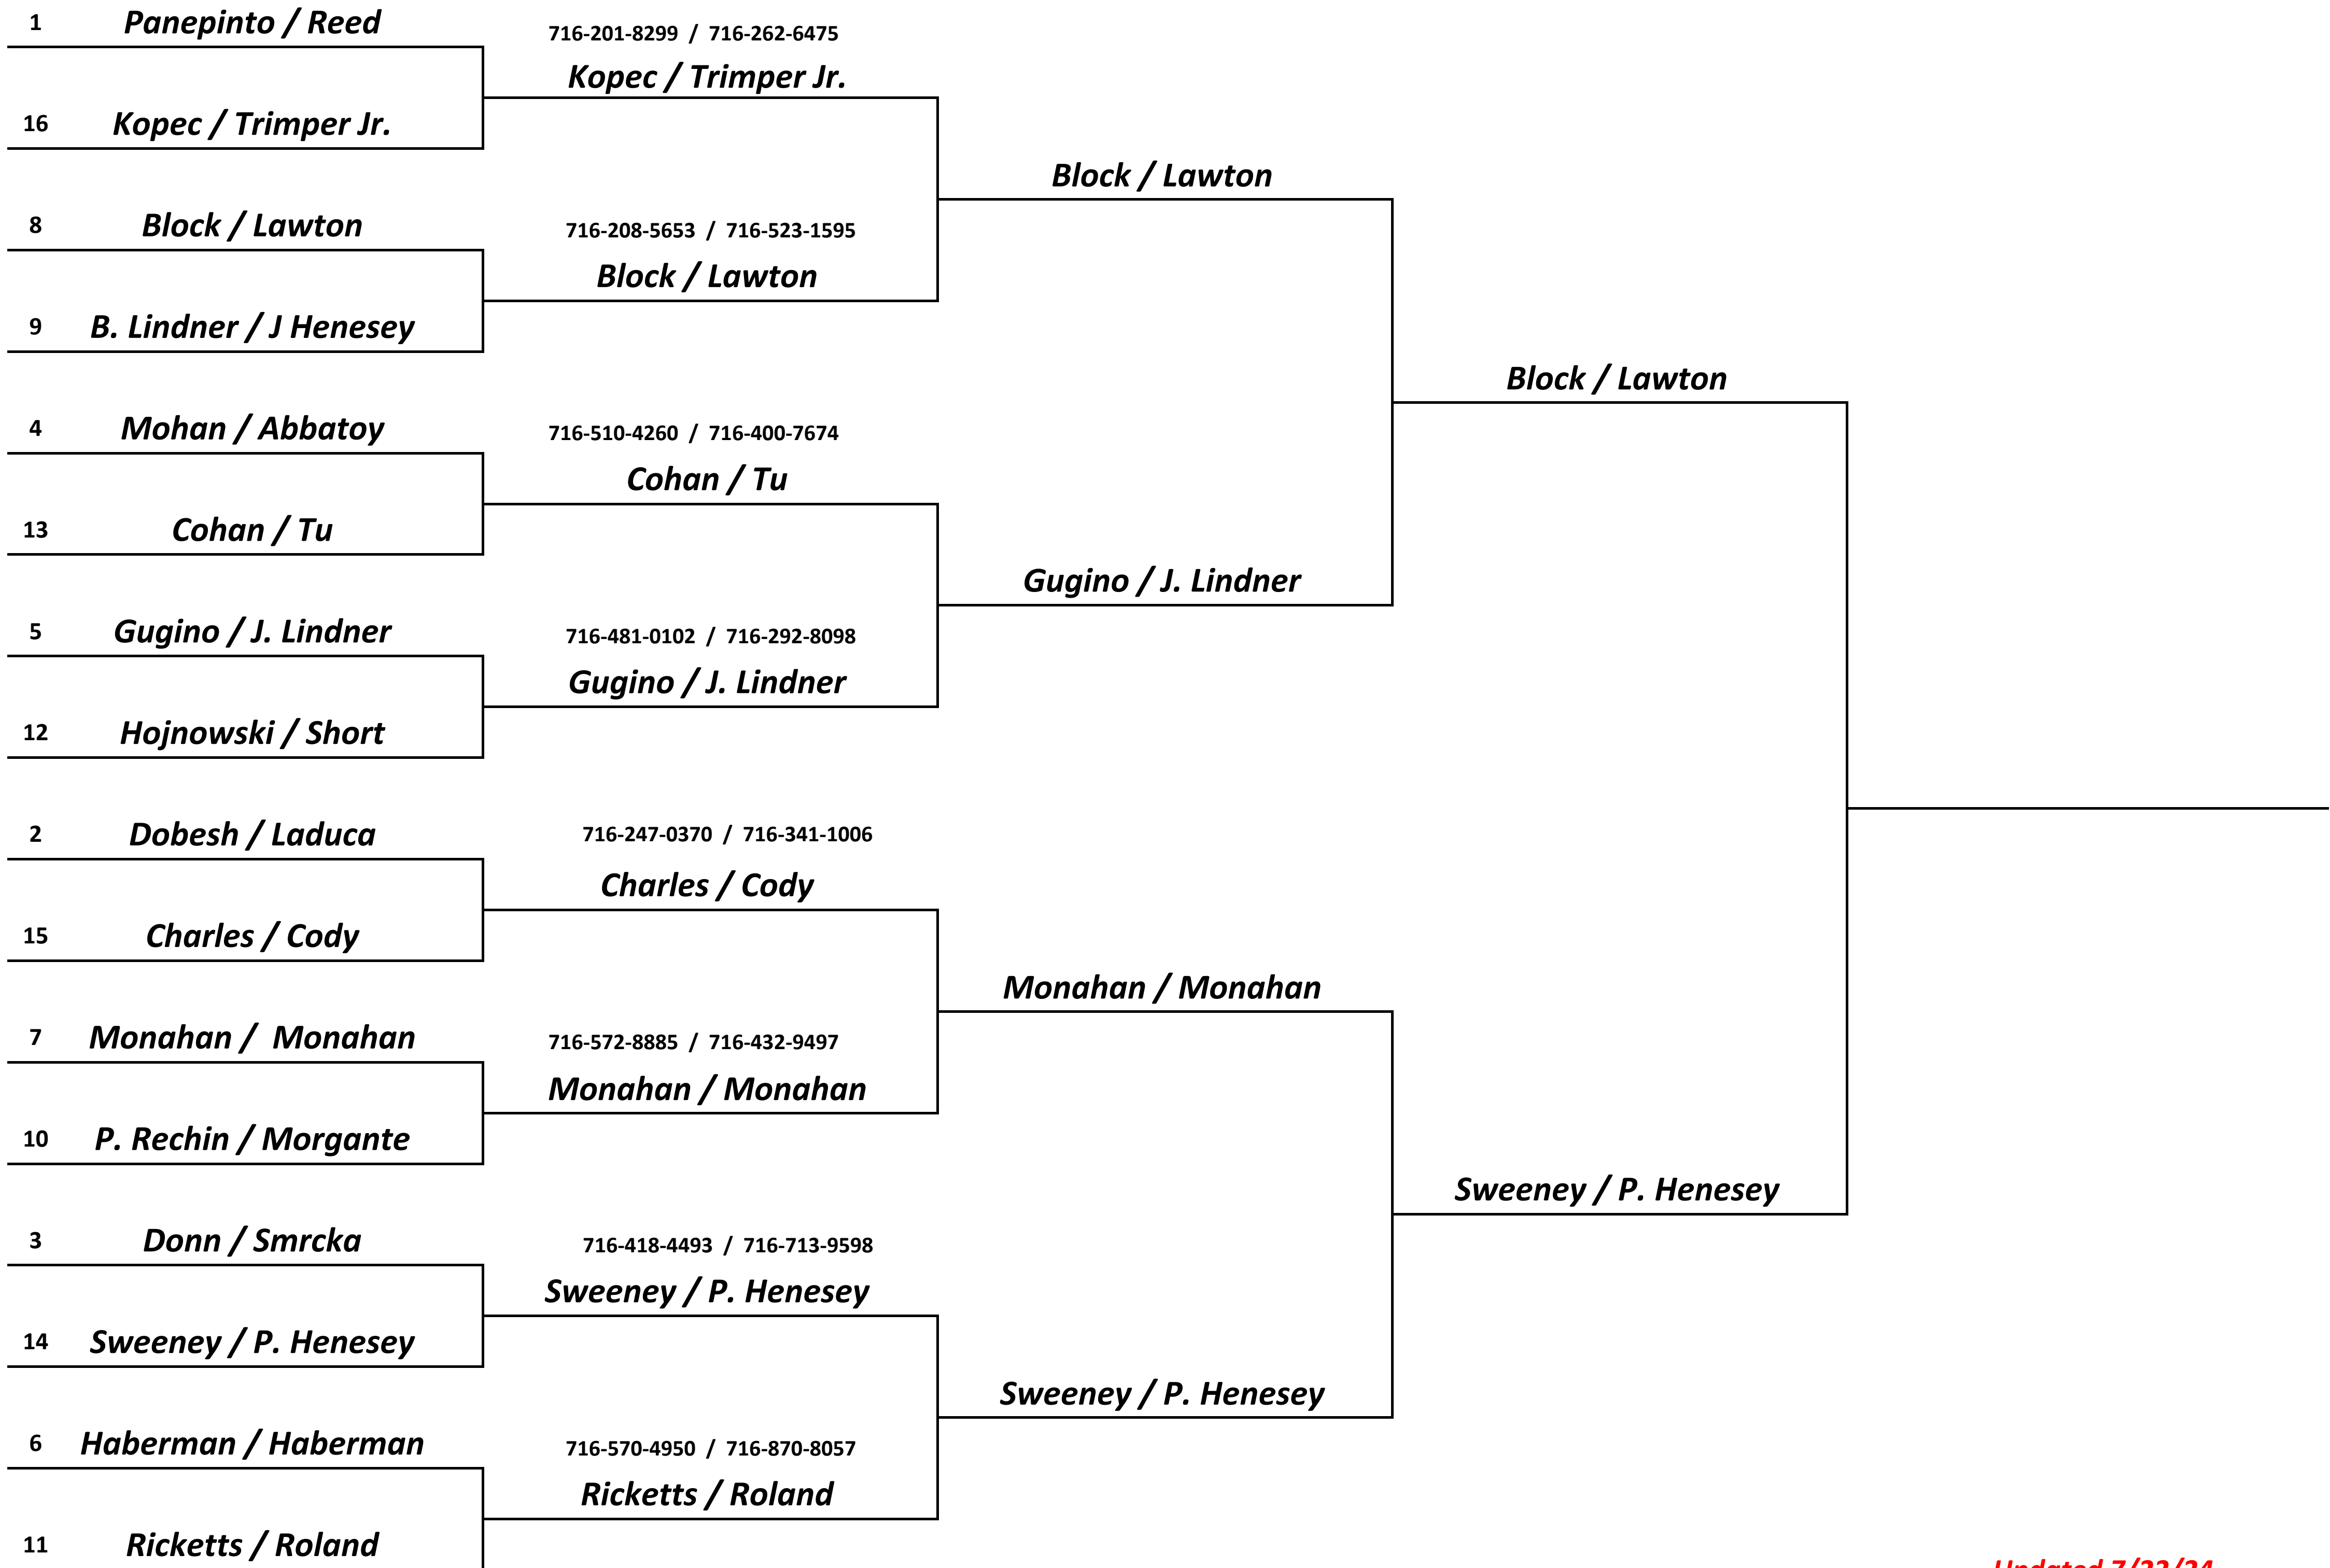 1 Panepinto / Reed
716-201-8299 / 716-262-6475
Kopec / Trimper Jr.
16 Kopec / Trimper Jr.
Block / Lawton
8 Block / Lawton
716-208-5653 / 716-523-1595
Block / Lawton
9 B. Lindner / J Henesey
Block / Lawton
4 Mohan / Abbatoy
716-510-4260 / 716-400-7674
Cohan / Tu
13 Cohan / Tu
Gugino / J. Lindner
5 Gugino / J. Lindner
716-481-0102 / 716-292-8098
Gugino / J. Lindner
12 Hojnowski / Short
2 Dobesh / Laduca
716-247-0370 / 716-341-1006
Charles / Cody
15 Charles / Cody
Monahan / Monahan
7 Monahan / Monahan
716-572-8885 / 716-432-9497
Monahan / Monahan
10 P. Rechin / Morgante
Sweeney / P. Henesey
3 Donn / Smrcka
716-418-4493 / 716-713-9598
Sweeney / P. Henesey
14 Sweeney / P. Henesey
Sweeney / P. Henesey
6 Haberman / Haberman
716-570-4950 / 716-870-8057
Ricketts / Roland
11 Ricketts / Roland
Updated